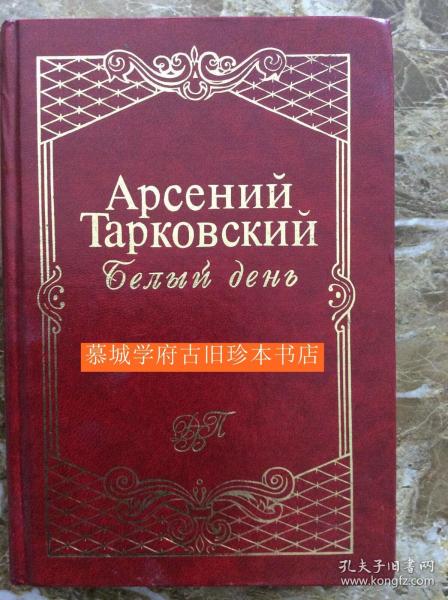 Арсений
Тарковский
Белый день
慕城学府古旧珍本书店
孔夫子旧书网
www.kongfz.com